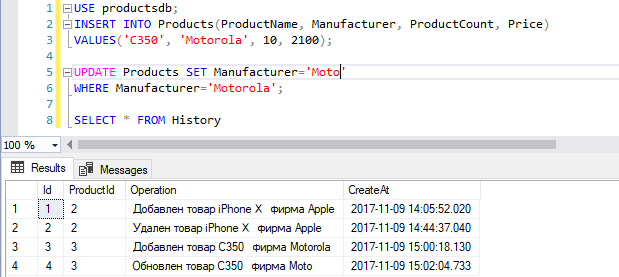 1 USE productsdb;
2 INSERT INTO Products(ProductName, Manufacturer, ProductCount, Price)
3 VALUES('C350', 'Motorola', 10, 2100);
4
5 UPDATE Products SET Manufacturer='Moto'
6 WHERE Manufacturer='Motorola';
7
8 SELECT * FROM History
100 %
Results Messages
Id ProductId Operation CreateAt
1 1 2 Добавлен товар iPhone X фирма Apple 2017-11-09 14:05:52.020
2 2 2 Удален товар iPhone X фирма Apple 2017-11-09 14:44:37.040
3 3 3 Добавлен товар C350 фирма Motorola 2017-11-09 15:00:18.130
4 4 3 Обновлен товар C350 фирма Moto 2017-11-09 15:02:04.733